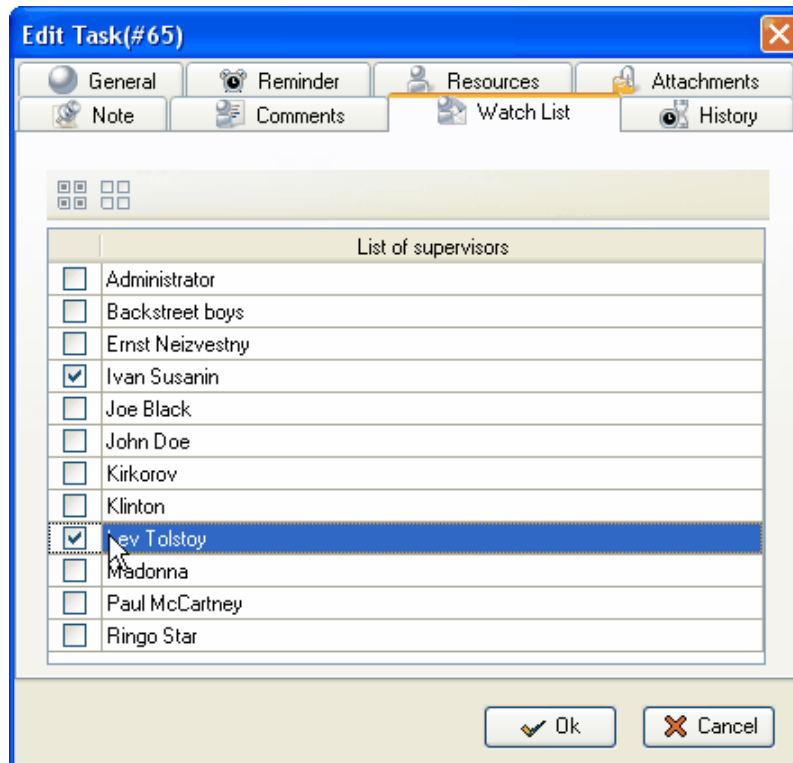 Edit Task(#65)
General Reminder Resources Attachments
Note Comments Watch List History
List of supervisors
Administrator
Backstreet boys
Ernst Neizvestny
Ivan Susanin
Joe Black
John Doe
Kirkorov
Klinton
Lev Tolstoy
Madonna
Paul McCartney
Ringo Star
Ok Cancel